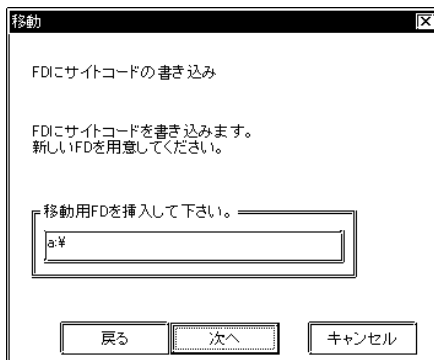 移動
FDにサイトコードの書き込み
FDにサイトコードを書き込みます。
新しいFDを用意してください。
移動用FDを挿入して下さい。
a:¥
戻る
次へ
キャンセル